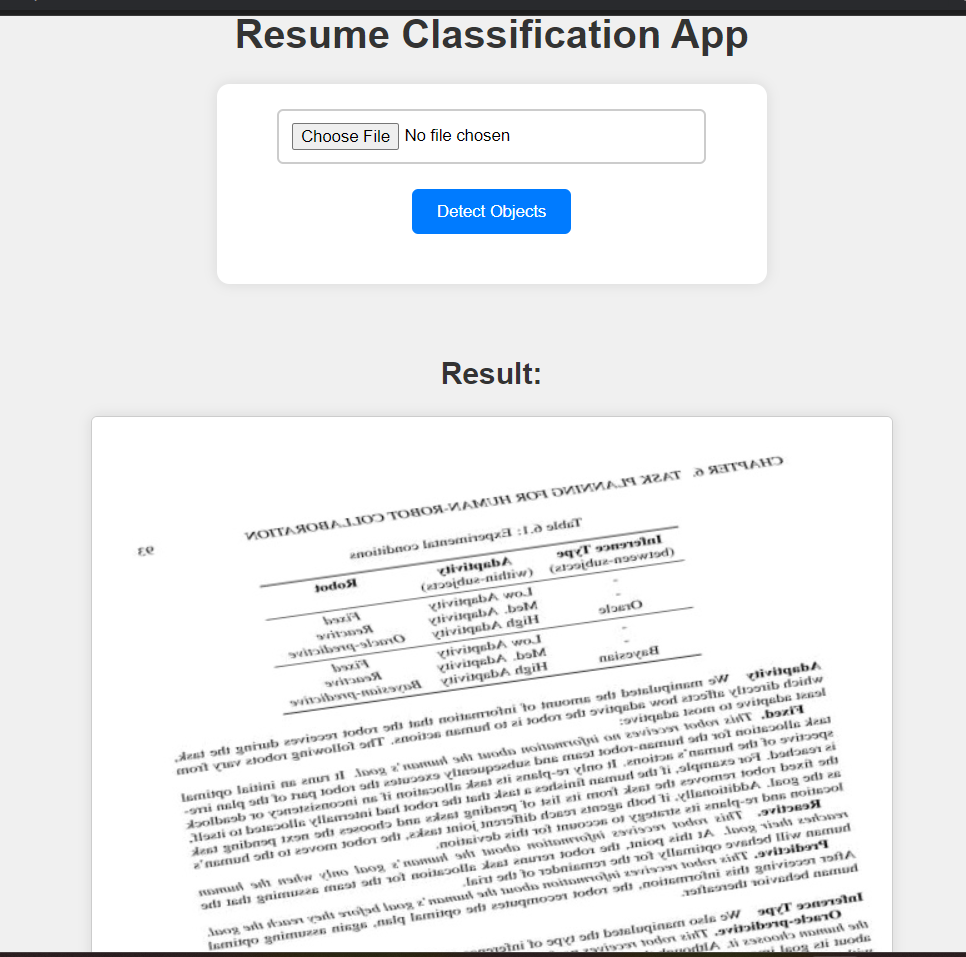 Resume Classification App
Choose File No file chosen
Detect Objects
Result:
CHAPTER 6. TASK PLANNING FOR HUMAN-ROBOT COLLABORATION
93
Table 6.1: Experimental conditions
Inference Type (between-subjects) Adaptivity (within-subjects) Robot
- Low Adaptivity Fixed
- Med. Adaptivity Reactive
Oracle High Adaptivity Oracle-predictive
- Low Adaptivity Fixed
- Med. Adaptivity Reactive
Bayesian High Adaptivity Bayesian-predictive
Adaptivity We manipulated the amount of information that the robot receives during the task,
which directly affects how adaptive the robot is to human actions. The following robots vary from
least adaptive to most adaptive:
Fixed. This robot receives no information about the human's goal. It runs an initial optimal
task allocation for the human-robot team and subsequently executes the robot part of the plan irre-
spective of the human's actions. It only re-plans its task allocation if an inconsistency or deadlock
is reached. For example, if the human finishes a task that the robot had internally allocated to itself,
the fixed robot removes the task from its list of pending tasks and chooses the next pending task
as the goal. Additionally, if both agents reach different joint tasks, the robot moves to the human's
location and re-plans its strategy to account for this deviation.
Reactive. This robot receives information about the human's goal only when the human
reaches their goal. At this point, the robot reruns task allocation for the team assuming that the
human will behave optimally for the remainder of the trial.
Predictive. This robot receives information about the human's goal before they reach the goal.
After receiving this information, the robot recomputes the optimal plan, again assuming optimal
human behavior thereafter.
Inference Type We also manipulated the type of
Oracle-predictive. This robot receives
the human chooses it. Although
about its goal